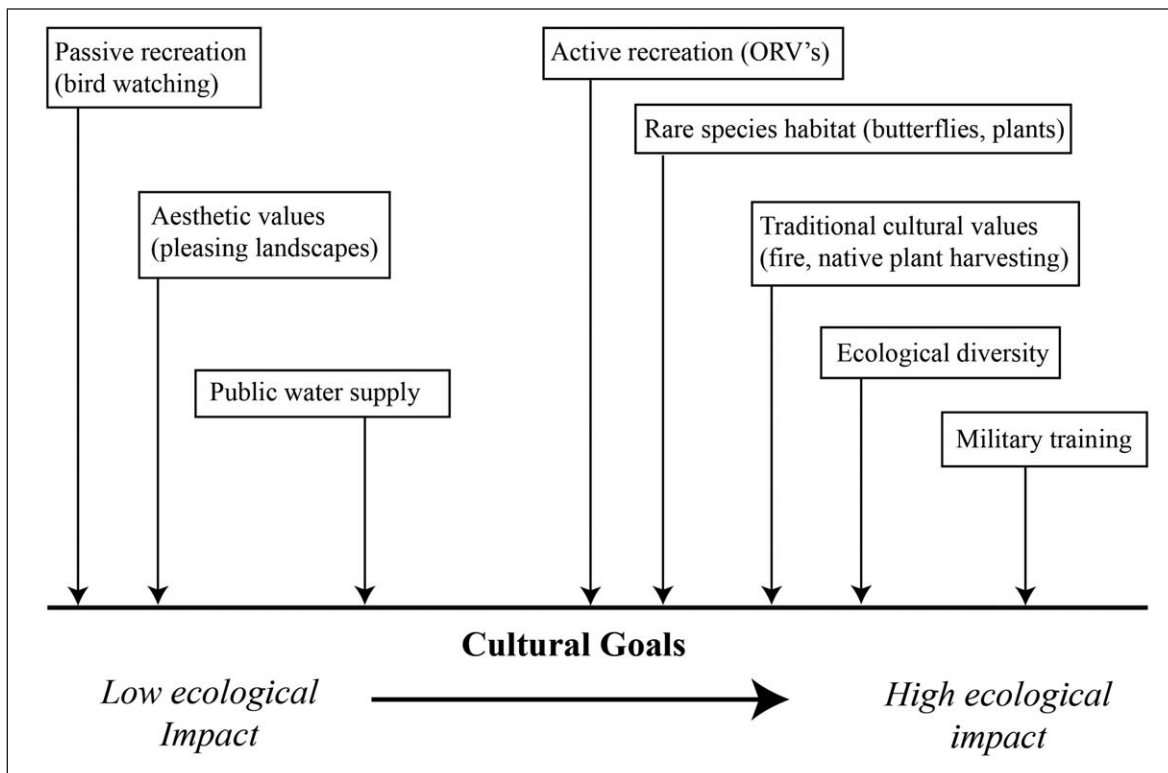 Passive recreation
(bird watching)
Active recreation (ORV's)
Rare species habitat (butterflies, plants)
Aesthetic values
(pleasing landscapes)
Traditional cultural values
(fire, native plant harvesting)
Ecological diversity
Public water supply
Military training
Cultural Goals
Low ecological
Impact
High ecological
impact